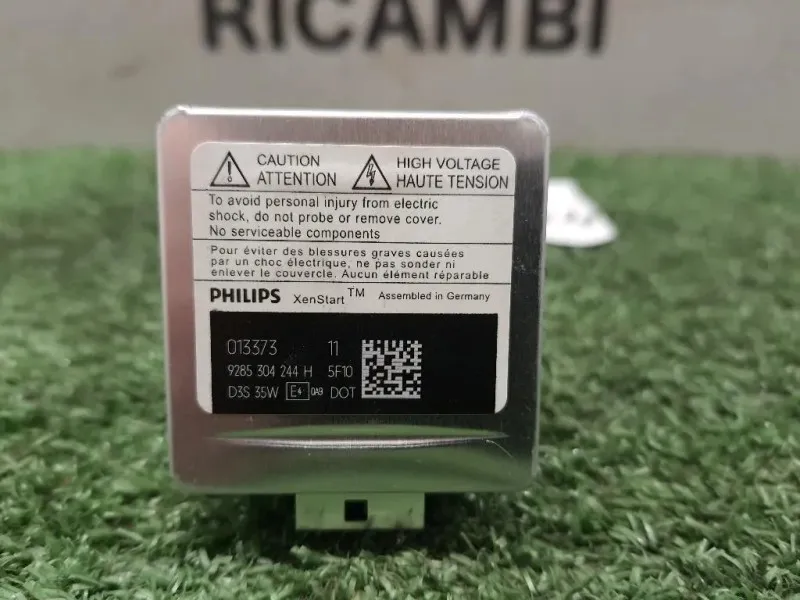 RICAMBI
CAUTION
ATTENTION
HIGH VOLTAGE
HAUTE TENSION
To avoid personal injury from electric
shock, do not probe or remove cover.
No serviceable components
Pour éviter des blessures graves causées
par un choc électrique, ne pas sonder ni
enlever le couvercle. Aucun élément réparable
PHILIPS XenStart™ Assembled in Germany
013373 11
9285 304 244 H 5F10
D3S 35W E4 0A9 DOT